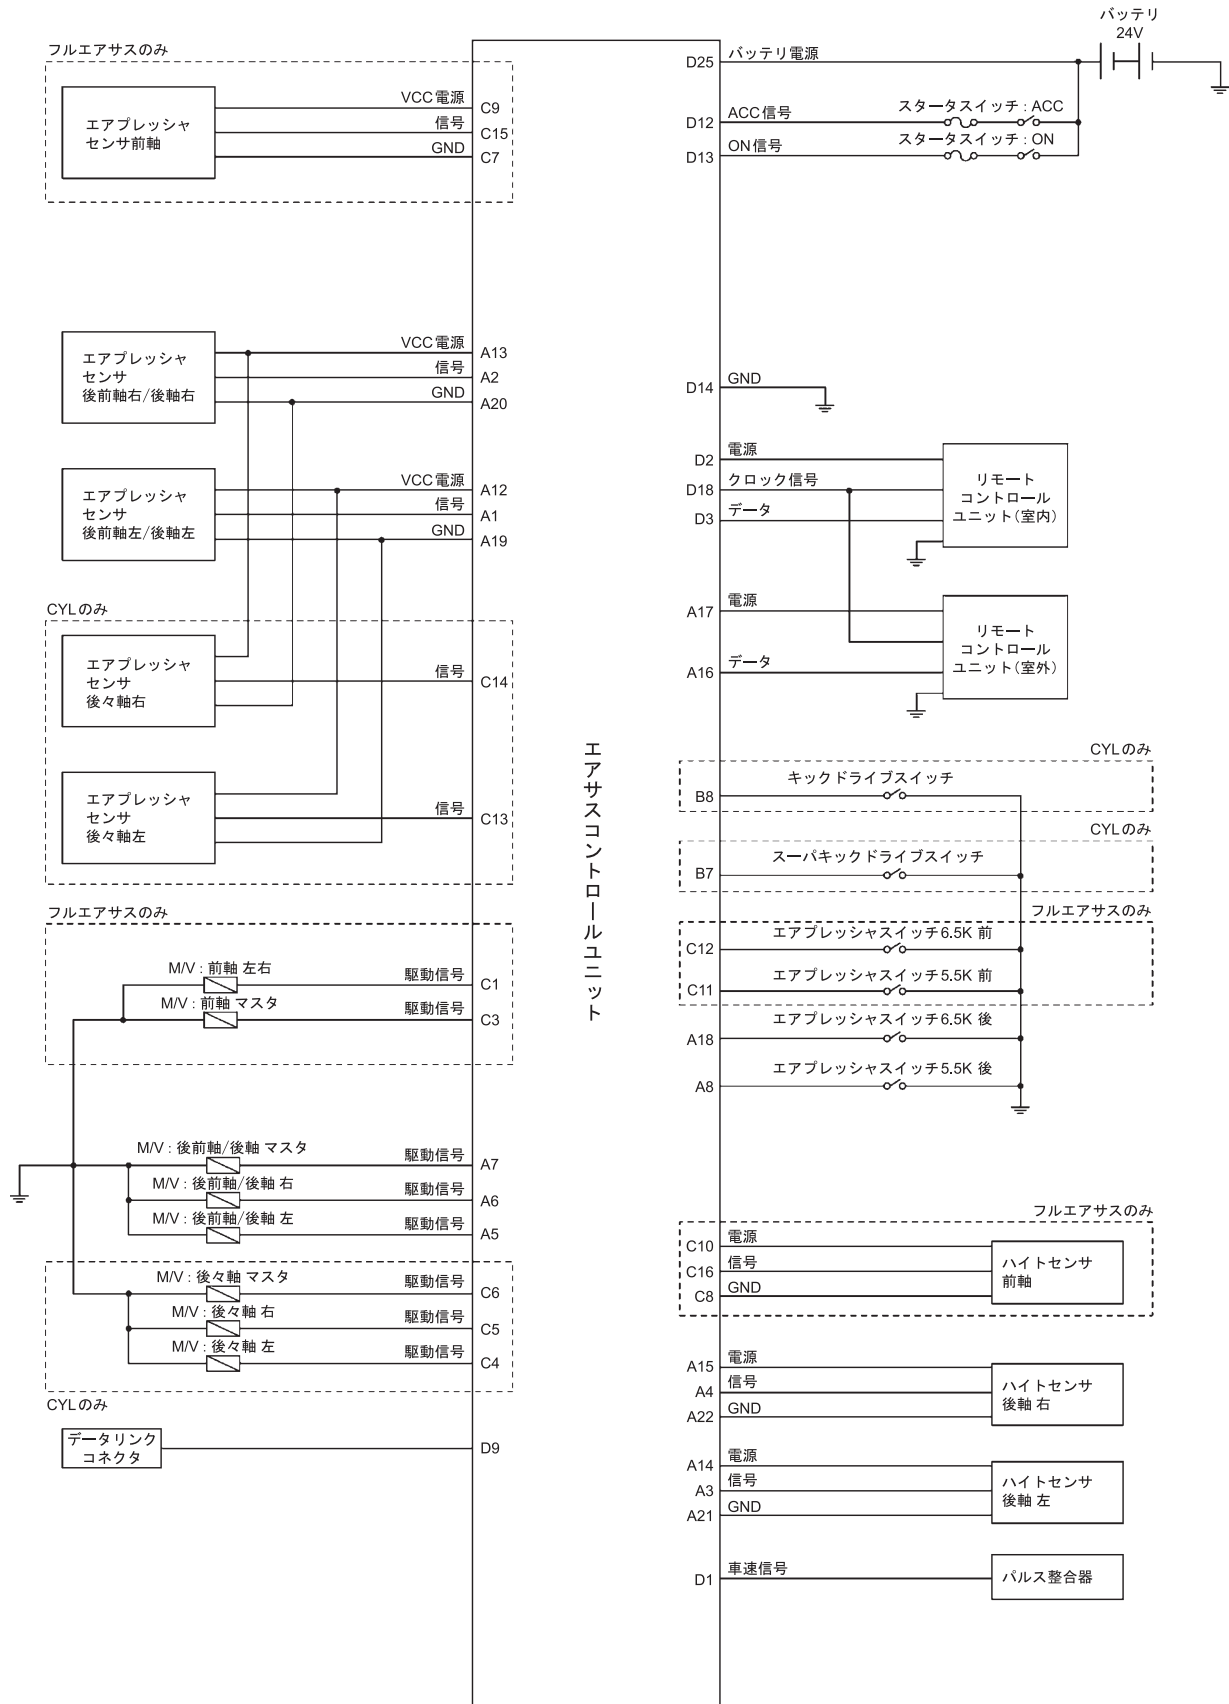 バッテリ
24V
フルエアサスのみ
エアプレッシャ
センサ前軸
VCC電源
C9
信号
C15
GND
C7
エアプレッシャ
センサ
後前軸右/後軸右
VCC電源
A13
信号
A2
GND
A20
エアプレッシャ
センサ
後前軸左/後軸左
VCC電源
A12
信号
A1
GND
A19
CYLのみ
エアプレッシャ
センサ
後々軸右
信号
C14
エアプレッシャ
センサ
後々軸左
信号
C13
フルエアサスのみ
M/V : 前軸 左右
駆動信号
C1
M/V : 前軸 マスタ
駆動信号
C3
M/V : 後前軸/後軸 マスタ
駆動信号
A7
M/V : 後前軸/後軸 右
駆動信号
A6
M/V : 後前軸/後軸 左
駆動信号
A5
M/V : 後々軸 マスタ
駆動信号
C6
M/V : 後々軸 右
駆動信号
C5
M/V : 後々軸 左
駆動信号
C4
CYLのみ
データリンク
コネクタ
D9
エアサスコントロールユニット
D25
バッテリ電源
D12
ACC信号
スタータスイッチ : ACC
D13
ON信号
スタータスイッチ : ON
D14
GND
D2
電源
D18
クロック信号
D3
データ
リモート
コントロール
ユニット(室内)
A17
電源
A16
データ
リモート
コントロール
ユニット(室外)
CYLのみ
B8
キックドライブスイッチ
CYLのみ
B7
スーパキックドライブスイッチ
フルエアサスのみ
C12
エアプレッシャスイッチ6.5K 前
C11
エアプレッシャスイッチ5.5K 前
A18
エアプレッシャスイッチ6.5K 後
A8
エアプレッシャスイッチ5.5K 後
フルエアサスのみ
C10
電源
C16
信号
C8
GND
ハイトセンサ
前軸
A15
電源
A4
信号
A22
GND
ハイトセンサ
後軸 右
A14
電源
A3
信号
A21
GND
ハイトセンサ
後軸 左
D1
車速信号
パルス整合器